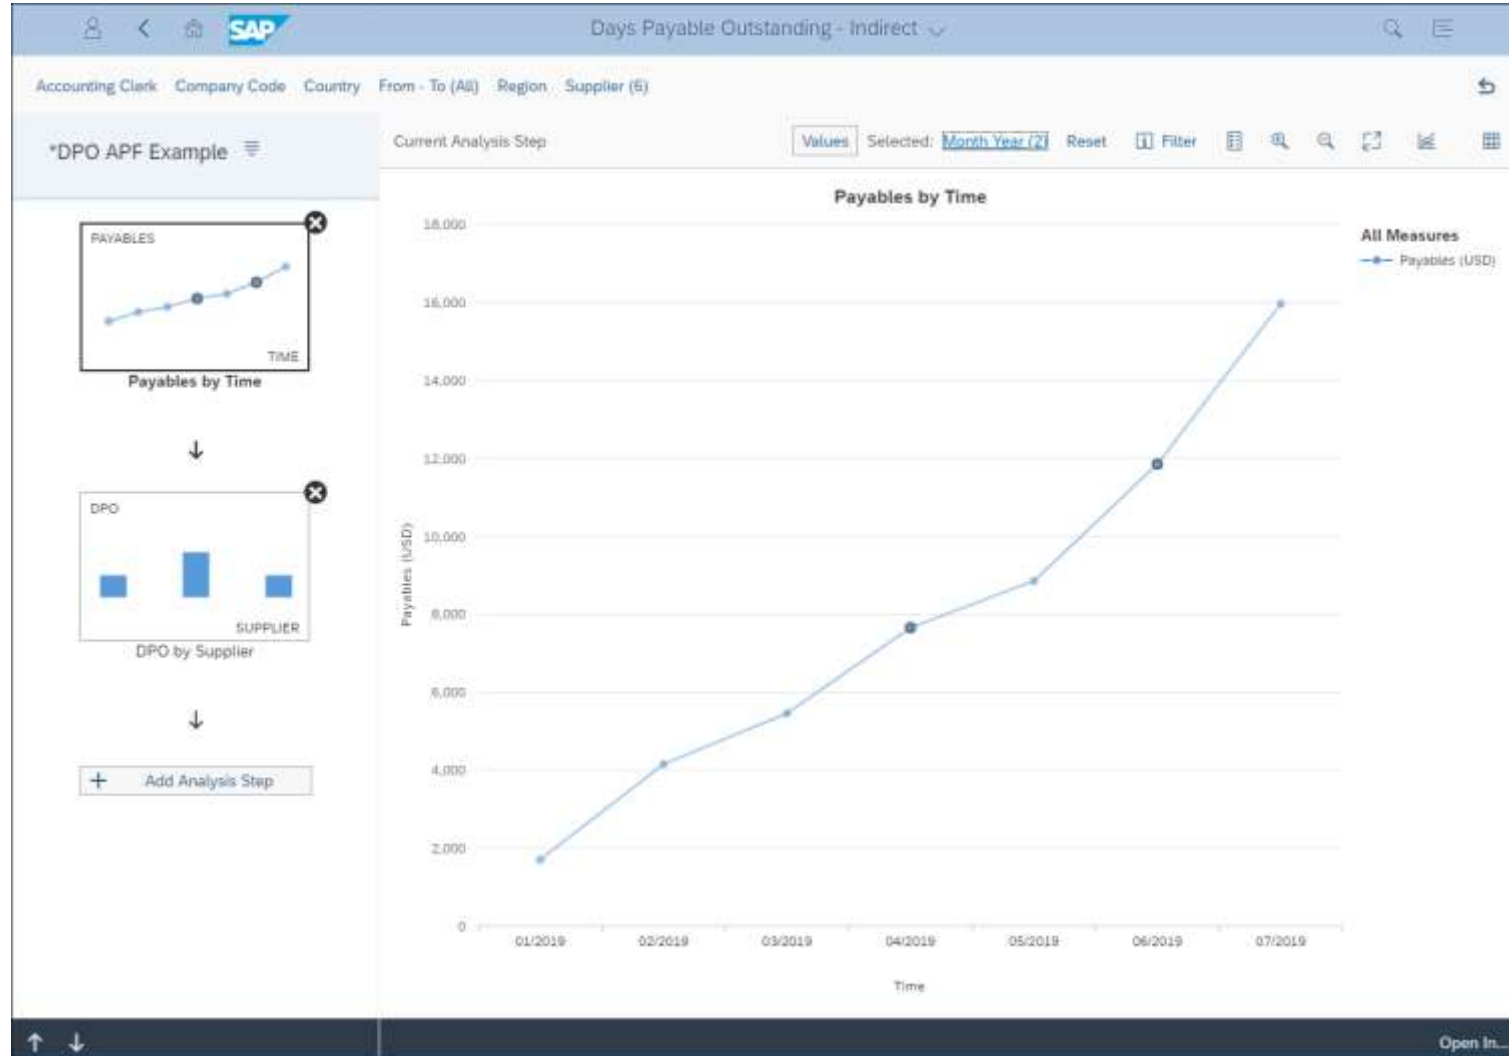 SAP
Days Payable Outstanding - Indirect
Accounting Clerk Company Code Country From - To (All) Region Supplier (6)
*DPO APF Example
Current Analysis Step
Values Selected: Month Year (2) Reset Filter
PAYABLES
TIME
Payables by Time
DPO
SUPPLIER
DPO by Supplier
+ Add Analysis Step
Payables by Time
All Measures
Payables (USD)
Payables (USD)
18,000
16,000
14,000
12,000
10,000
8,000
6,000
4,000
2,000
0
01/2019 02/2019 03/2019 04/2019 05/2019 06/2019 07/2019
Time
Open In...